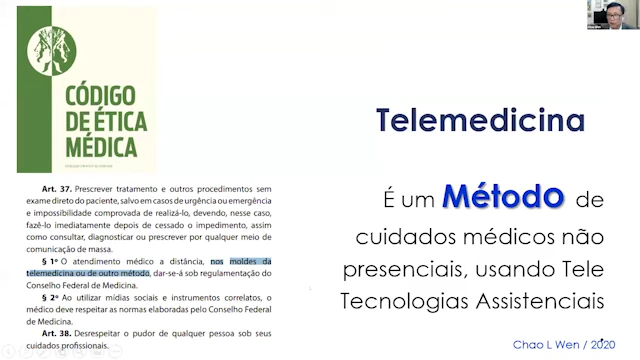 CÓDIGO
DE ÉTICA
MÉDICA
Art. 37. Prescrever tratamento e outros procedimentos sem
exame direto do paciente, salvo em casos de urgência ou emergência
e impossibilidade comprovada de realizá-lo, devendo, nesse caso,
fazê-lo imediatamente depois de cessado o impedimento, assim
como consultar, diagnosticar ou prescrever por qualquer meio de
comunicação de massa.
§ 1º O atendimento médico a distância, nos moldes da
telemedicina ou de outro método, dar-se-á sob regulamentação do
Conselho Federal de Medicina.
§ 2º Ao utilizar mídias sociais e instrumentos correlatos, o
médico deve respeitar as normas elaboradas pelo Conselho Federal
de Medicina.
Art. 38. Desrespeitar o pudor de qualquer pessoa sob seus
cuidados profissionais.
Telemedicina
É um Método de
cuidados médicos não
presenciais, usando Tele
Tecnologias Assistenciais
Chao L Wen / 2020